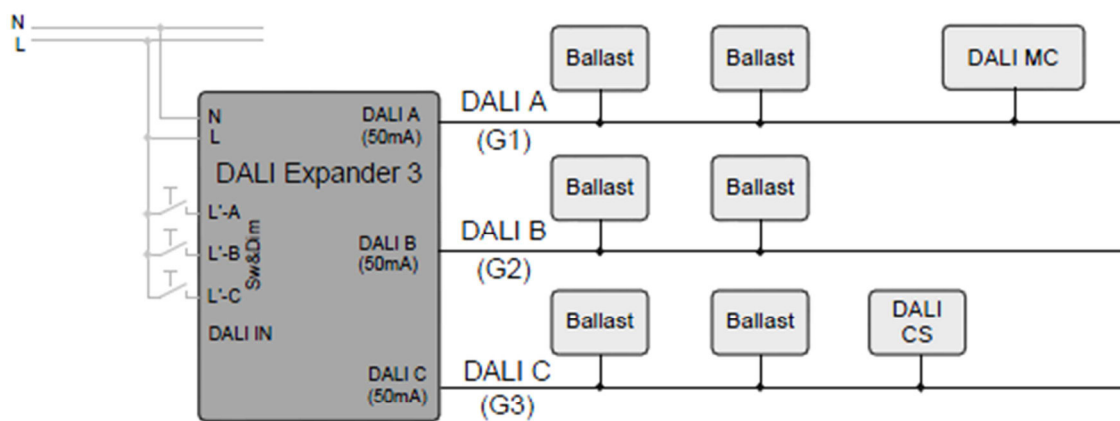 N
L
Ballast
Ballast
DALI MC
N
L
DALI A
(50mA)
DALI A
(G1)
DALI Expander 3
Ballast
Ballast
L'-A
L'-B
L'-C
Sw&Dim
DALI B
(50mA)
DALI B
(G2)
Ballast
Ballast
DALI
CS
DALI IN
DALI C
(50mA)
DALI C
(G3)